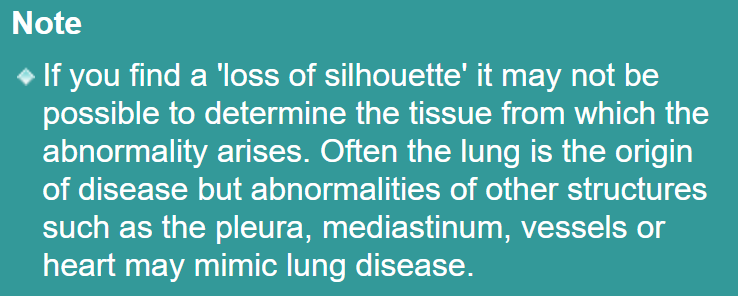 Note
If you find a 'loss of silhouette' it may not be
possible to determine the tissue from which the
abnormality arises. Often the lung is the origin
of disease but abnormalities of other structures
such as the pleura, mediastinum, vessels or
heart may mimic lung disease.